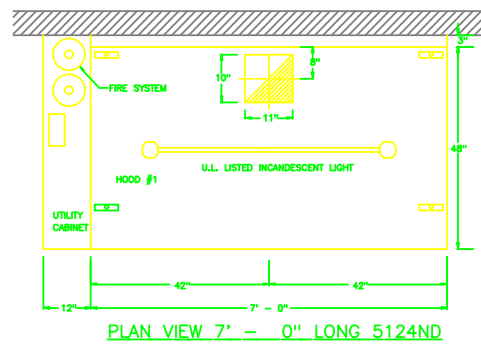 3"
8"
10"
FIRE SYSTEM
11"
48"
U.L. LISTED INCANDESCENT LIGHT
HOOD #1
UTILITY
CABINET
42"
42"
12"
7' - 0"
PLAN VIEW 7' - 0" LONG 5124ND